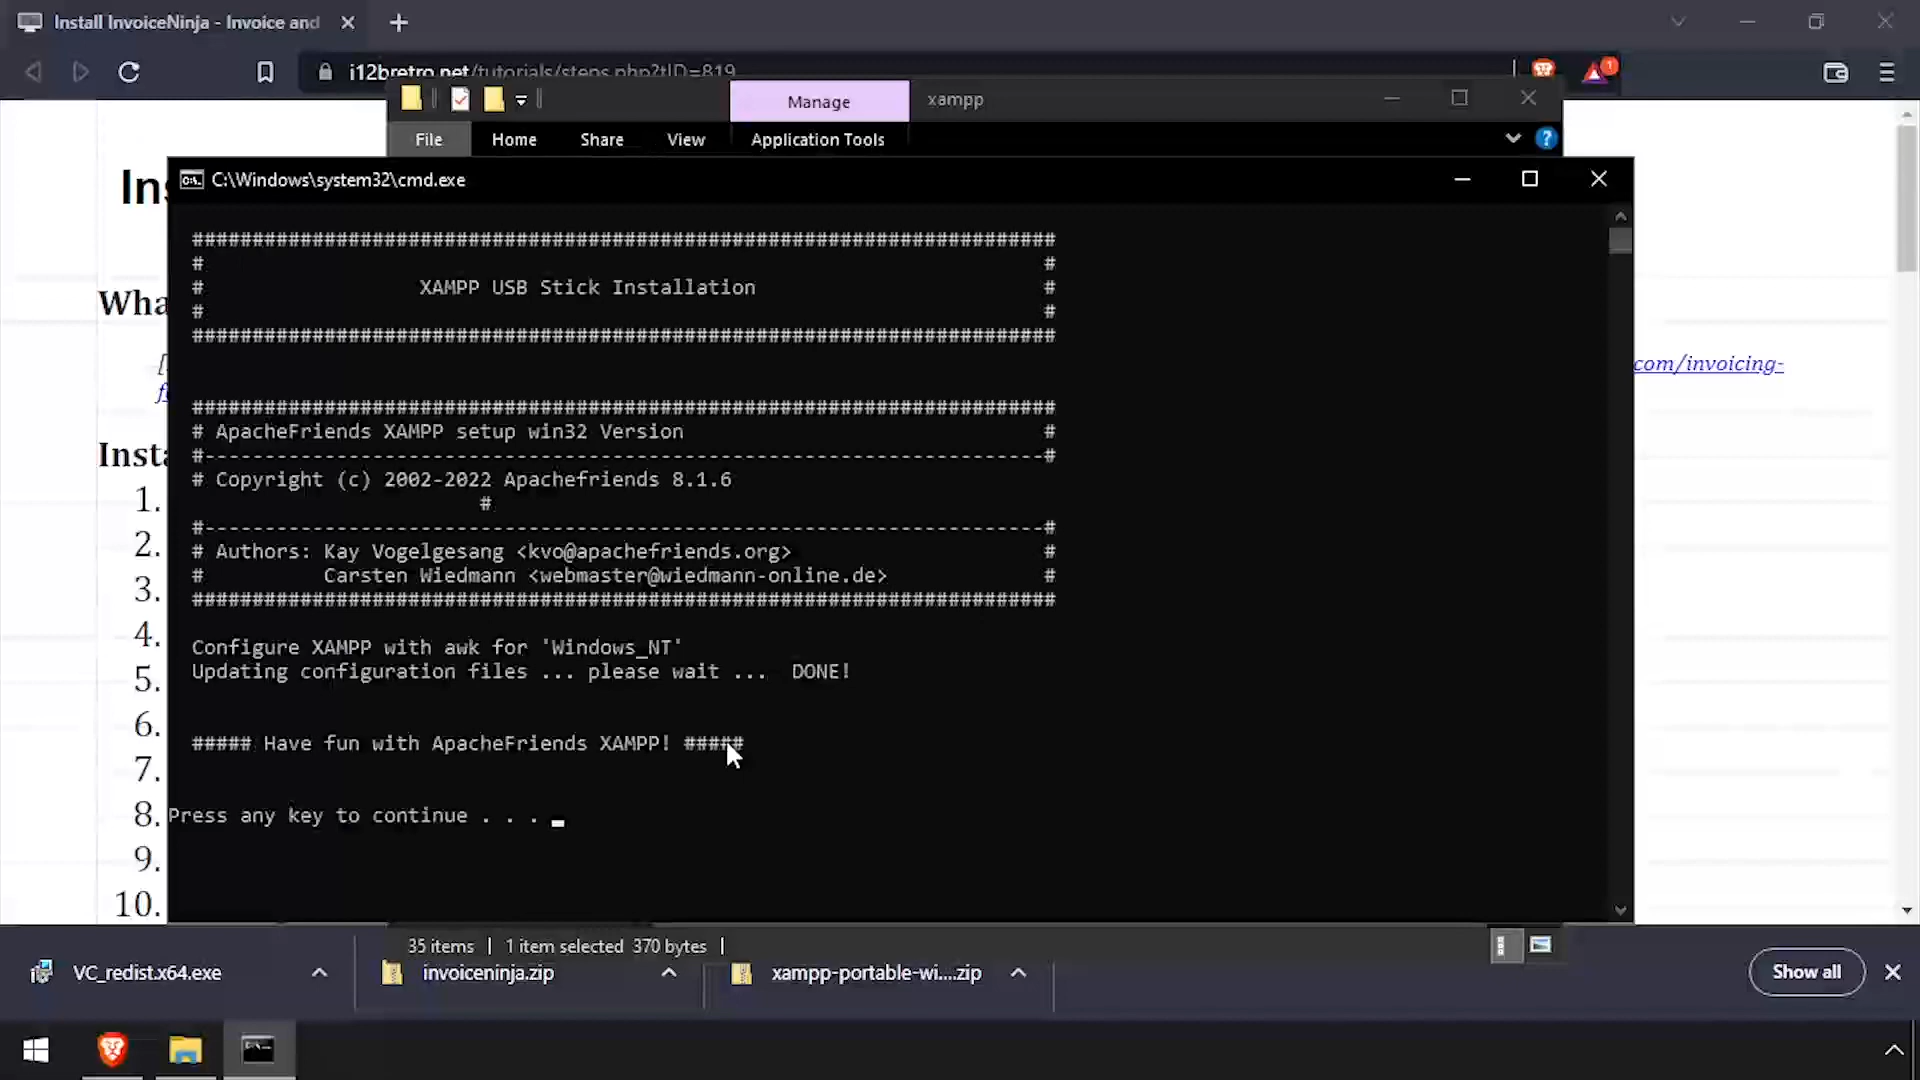 Install InvoiceNinja - Invoice and
i12bretro.net/tutorials/steps.php?tID=819
1
Manage
xampp
File
Home
Share
View
Application Tools
C:\Windows\system32\cmd.exe
########################################################################
#                                                                      #
#                  XAMPP USB Stick Installation                        #
#                                                                      #
########################################################################
########################################################################
# ApacheFriends XAMPP setup win32 Version                              #
#----------------------------------------------------------------------#
# Copyright (c) 2002-2022 Apachefriends 8.1.6
#
#----------------------------------------------------------------------#
# Authors: Kay Vogelgesang <kvo@apachefriends.org>                     #
#          Carsten Wiedmann <webmaster@wiedmann-online.de>             #
########################################################################
Configure XAMPP with awk for 'Windows_NT'
Updating configuration files ... please wait ...  DONE!
##### Have fun with ApacheFriends XAMPP! #####
Press any key to continue . . .
Wha
com/invoicing-
Insta
1.
2.
3.
4.
5.
6.
7.
8.
9.
10.
35 items
1 item selected 370 bytes
VC_redist.x64.exe
invoiceninja.zip
xampp-portable-wi....zip
Show all